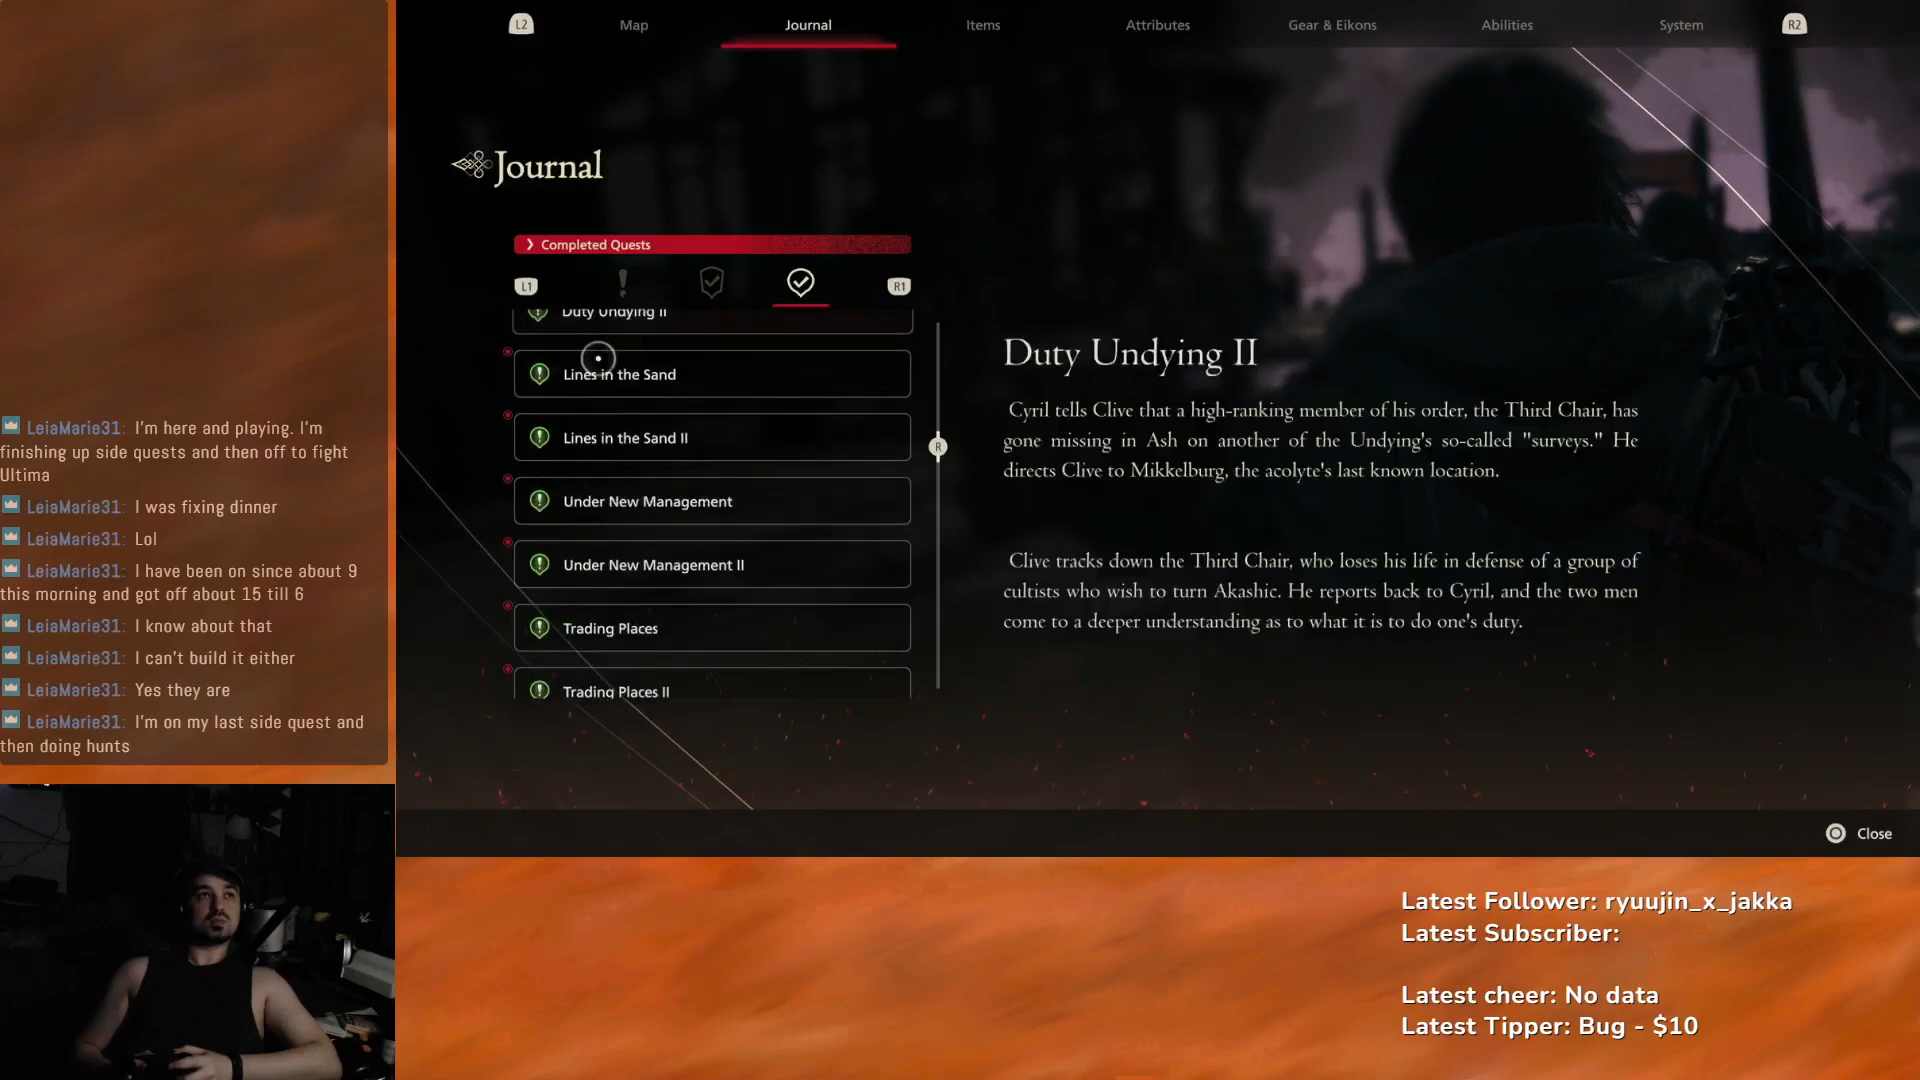 L2
Map
Journal
Items
Attributes
Gear & Eikons
Abilities
System
R2
Journal
Completed Quests
L1
R1
Duty Undying II
Lines in the Sand
Lines in the Sand II
Under New Management
Under New Management II
Trading Places
Trading Places II
R
Duty Undying II
Cyril tells Clive that a high-ranking member of his order, the Third Chair, has
gone missing in Ash on another of the Undying's so-called "surveys." He
directs Clive to Mikkelburg, the acolyte's last known location.
Clive tracks down the Third Chair, who loses his life in defense of a group of
cultists who wish to turn Akashic. He reports back to Cyril, and the two men
come to a deeper understanding as to what it is to do one's duty.
Close
LeiaMarie31: I'm here and playing. I'm
finishing up side quests and then off to fight
Ultima
LeiaMarie31: I was fixing dinner
LeiaMarie31: Lol
LeiaMarie31: I have been on since about 9
this morning and got off about 15 till 6
LeiaMarie31: I know about that
LeiaMarie31: I can't build it either
LeiaMarie31: Yes they are
LeiaMarie31: I'm on my last side quest and
then doing hunts
Latest Follower: ryuujin_x_jakka
Latest Subscriber:
Latest cheer: No data
Latest Tipper: Bug - $10